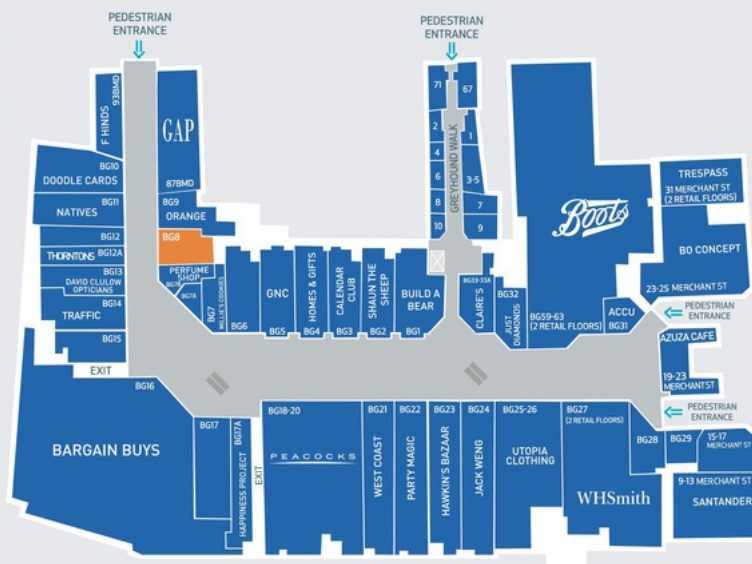 PEDESTRIAN
ENTRANCE
PEDESTRIAN
ENTRANCE
F HINDS
93BMD
GAP
87BMD
BG10
DOODLE CARDS
BG11
NATIVES
BG12
THORNTONS
BG12A
BG13
DAVID CLULOW
OPTICIANS
BG14
TRAFFIC
BG15
EXIT
BG9
ORANGE
BG8
PERFUME
SHOP
BG7B
BG7A
BG7
MILLIE'S COOKIES
BG6
GNC
BG5
HOMES & GIFTS
BG4
CALENDAR
CLUB
BG3
SHAUN THE
SHEEP
BG2
BUILD A
BEAR
BG1
71
67
2
1
4
6
3-5
8
7
10
9
GREYHOUND WALK
BG33-33A
CLAIRE'S
BG32
JUST
DIAMONDS
Boots
BG59-63
(2 RETAIL FLOORS)
ACCU
BG31
TRESPASS
31 MERCHANT ST
(2 RETAIL FLOORS)
BO CONCEPT
23-25 MERCHANT ST
PEDESTRIAN
ENTRANCE
AZUZA CAFE
19-23
MERCHANT ST
PEDESTRIAN
ENTRANCE
BG16
BARGAIN BUYS
BG17
BG17A
HAPPINESS PROJECT
EXIT
BG18-20
PEACOCKS
BG21
WEST COAST
BG22
PARTY MAGIC
BG23
HAWKIN'S BAZAAR
BG24
JACK WENG
BG25-26
UTOPIA
CLOTHING
BG27
(2 RETAIL FLOORS)
WHSmith
BG28
BG29
15-17
MERCHANT ST
9-13 MERCHANT ST
SANTANDER